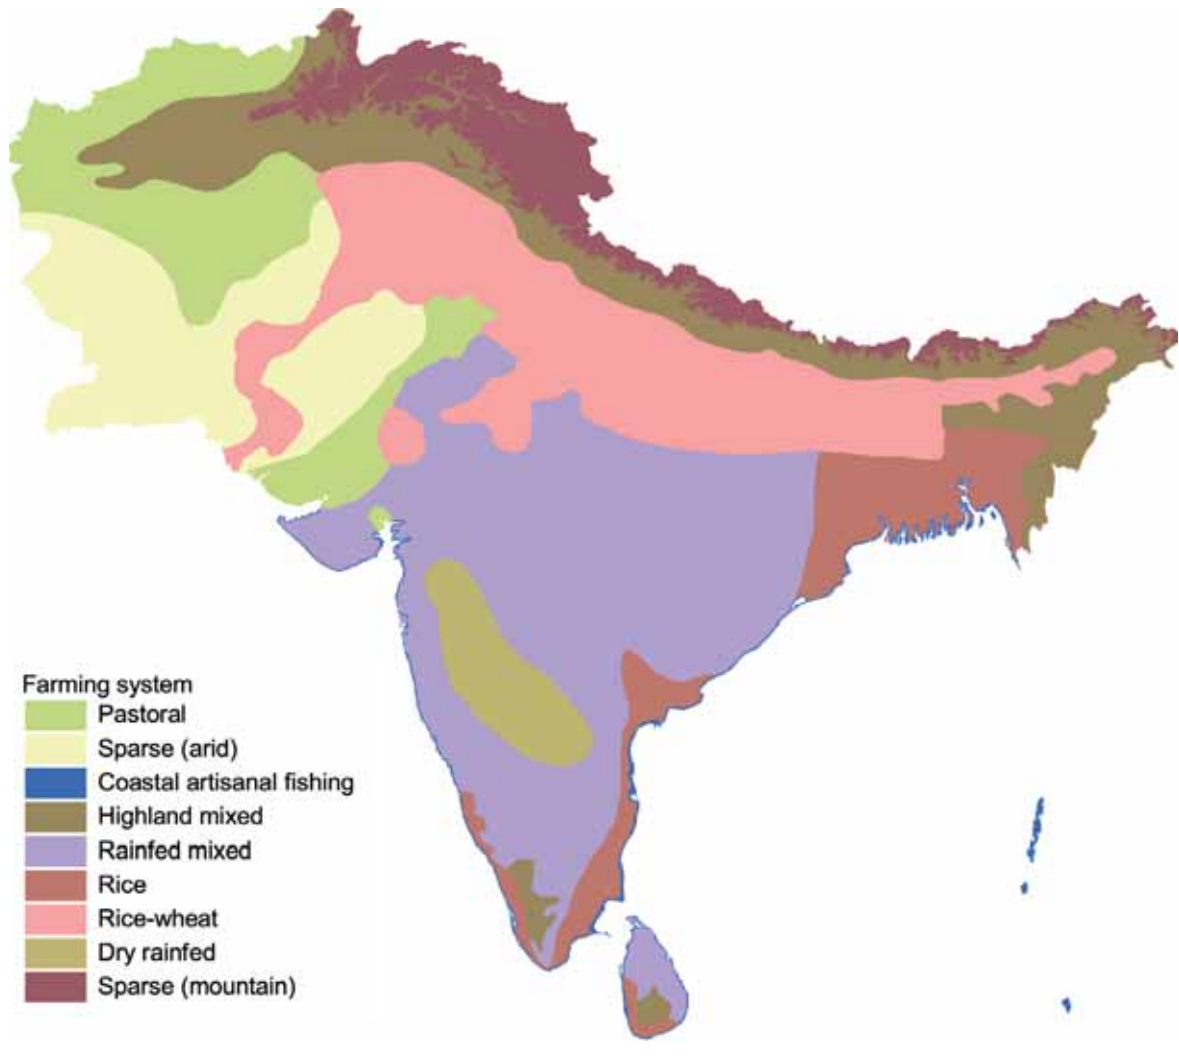 Farming system
Pastoral
Sparse (arid)
Coastal artisanal fishing
Highland mixed
Rainfed mixed
Rice
Rice-wheat
Dry rainfed
Sparse (mountain)